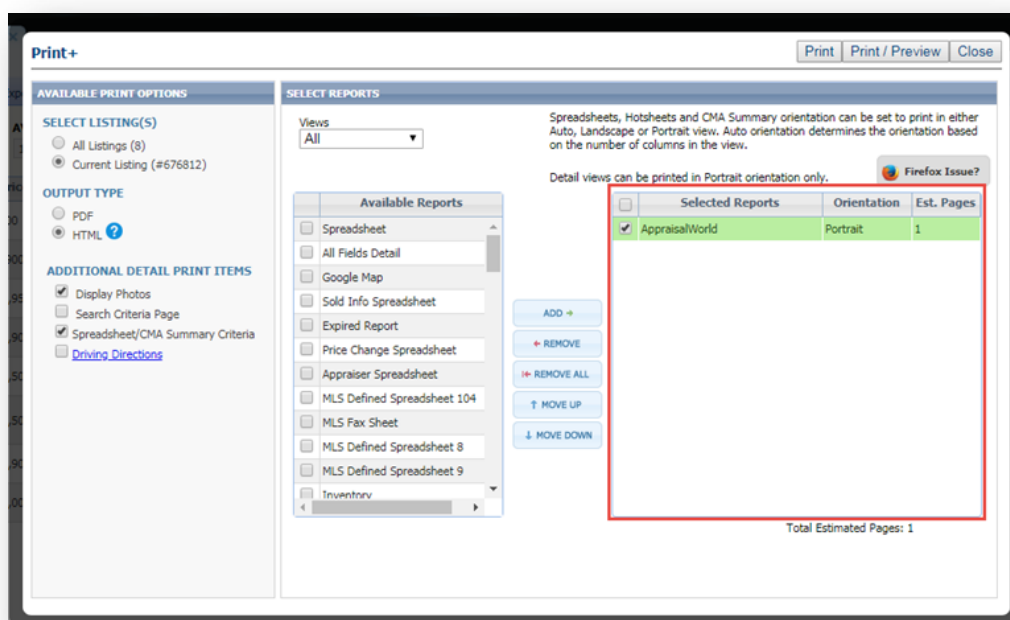 Print+
Print
Print / Preview
Close
AVAILABLE PRINT OPTIONS
SELECT LISTING(S)
All Listings (8)
Current Listing (#676812)
OUTPUT TYPE
PDF
HTML ?
ADDITIONAL DETAIL PRINT ITEMS
Display Photos
Search Criteria Page
Spreadsheet/CMA Summary Criteria
Driving Directions
SELECT REPORTS
Views
All
Spreadsheets, Hotsheets and CMA Summary orientation can be set to print in either
Auto, Landscape or Portrait view. Auto orientation determines the orientation based
on the number of columns in the view.
Detail views can be printed in Portrait orientation only.
Firefox Issue?
Available Reports
Spreadsheet
All Fields Detail
Google Map
Sold Info Spreadsheet
Expired Report
Price Change Spreadsheet
Appraiser Spreadsheet
MLS Defined Spreadsheet 104
MLS Fax Sheet
MLS Defined Spreadsheet 8
MLS Defined Spreadsheet 9
Inventory
ADD
REMOVE
REMOVE ALL
MOVE UP
MOVE DOWN
Selected Reports Orientation Est. Pages
AppraisalWorld Portrait 1
Total Estimated Pages: 1